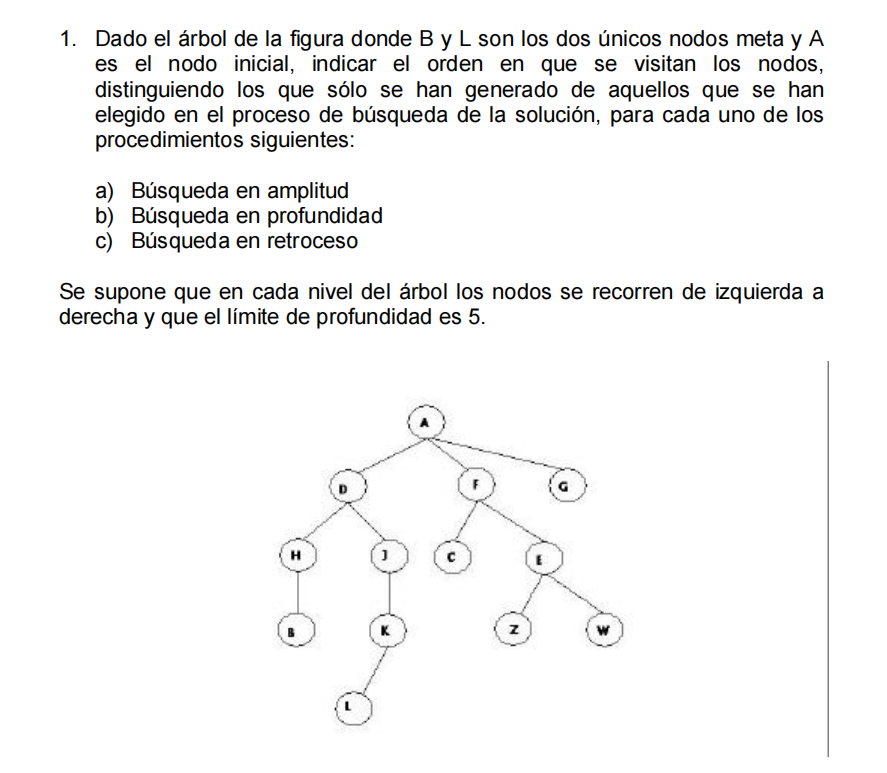 1. Dado el árbol de la figura donde B y L son los dos únicos nodos meta y A
es el nodo inicial, indicar el orden en que se visitan los nodos,
distinguiendo los que sólo se han generado de aquellos que se han
elegido en el proceso de búsqueda de la solución, para cada uno de los
procedimientos siguientes:
a) Búsqueda en amplitud
b) Búsqueda en profundidad
c) Búsqueda en retroceso
Se supone que en cada nivel del árbol los nodos se recorren de izquierda a
derecha y que el límite de profundidad es 5.
A
D F G
H J C E
B K Z W
L